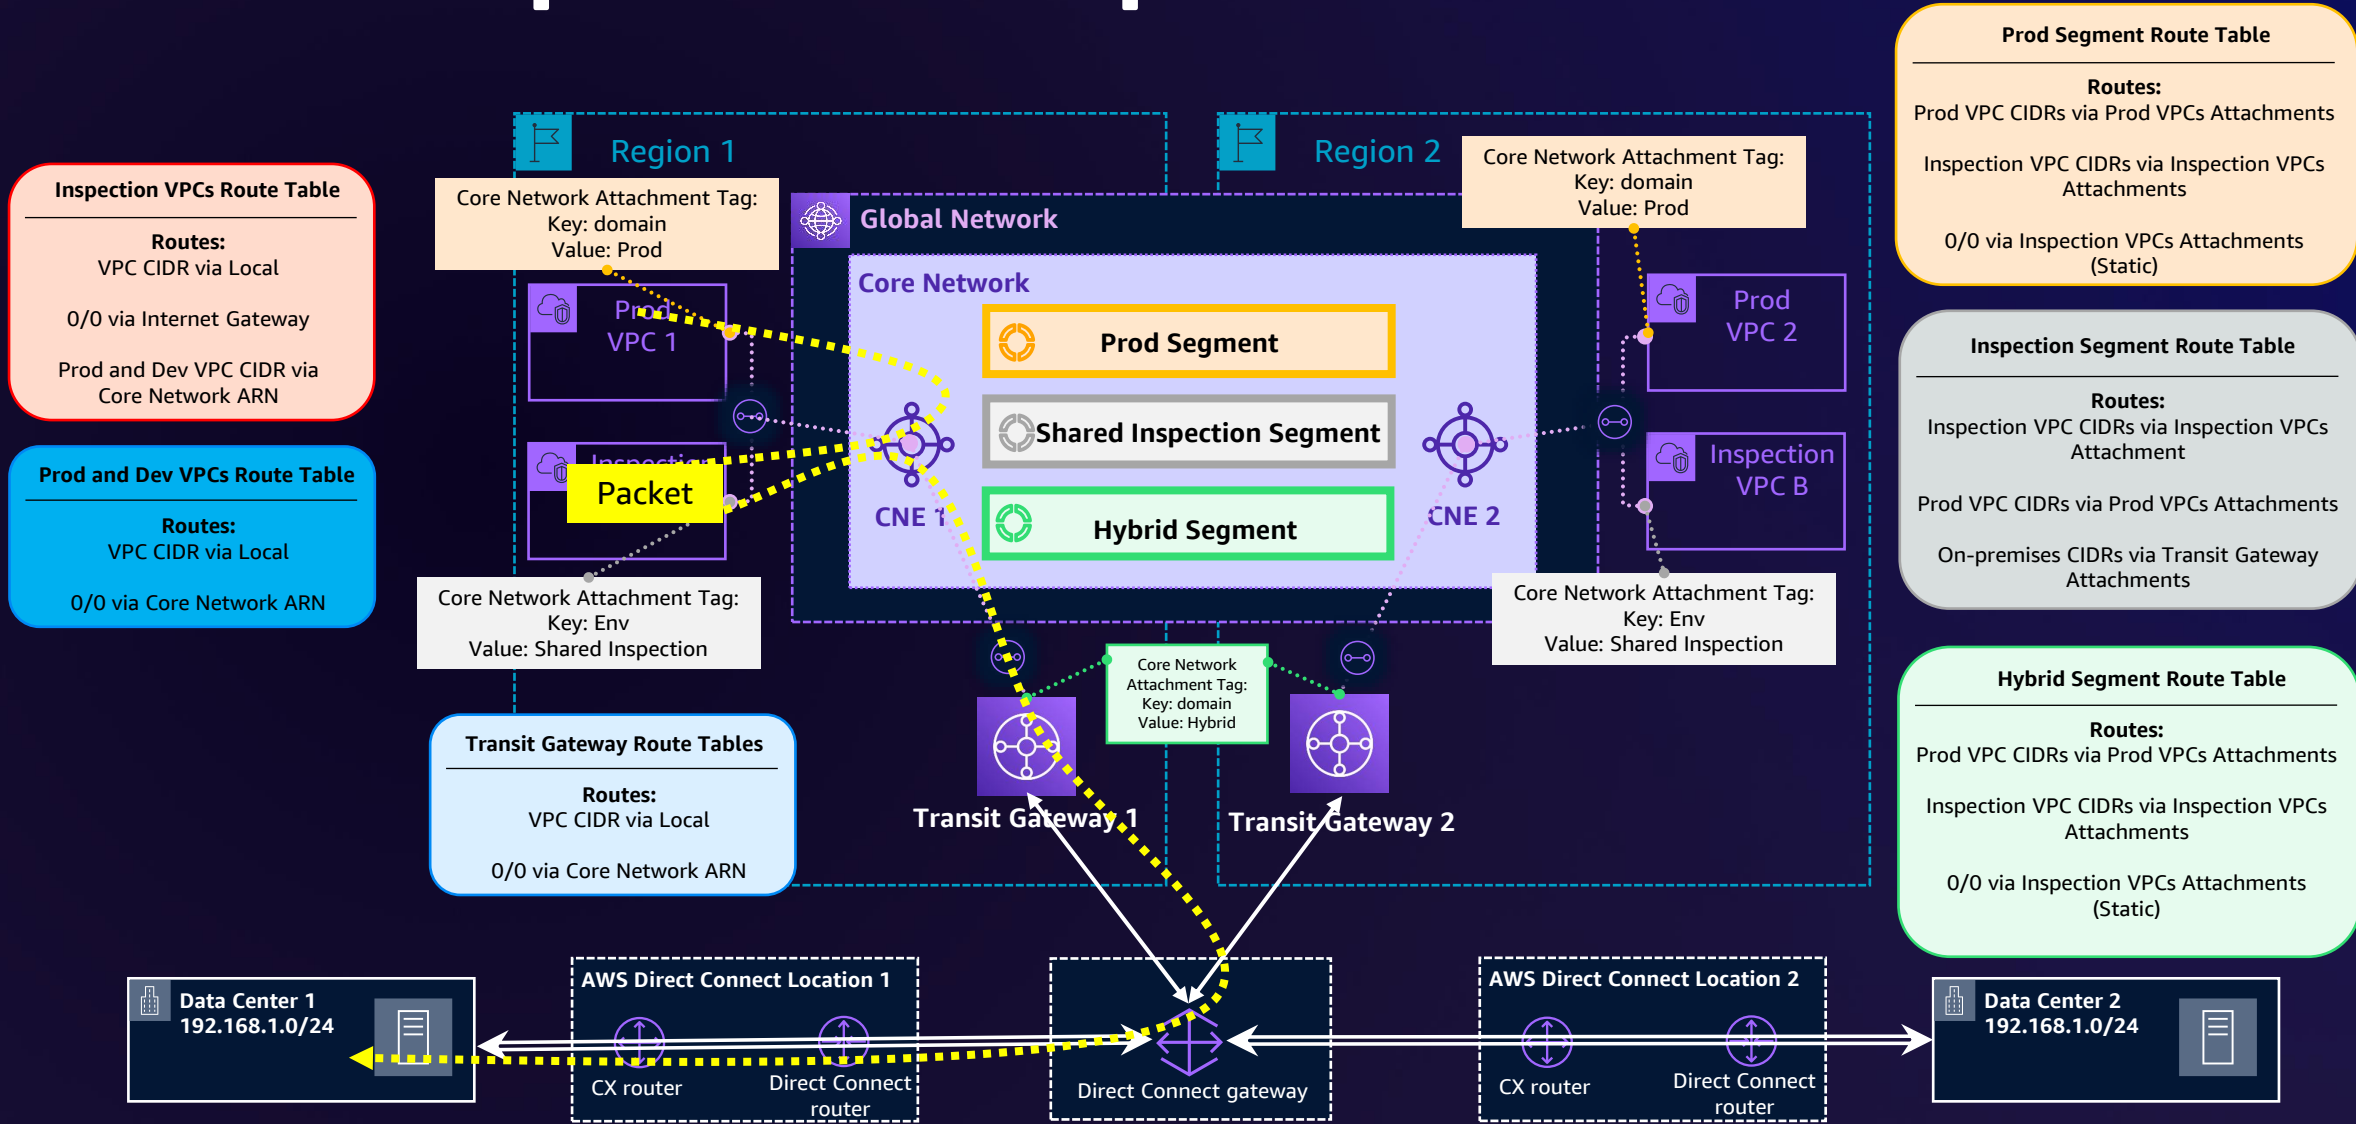 Region 1
Region 2
Core Network Attachment Tag:
Key: domain
Value: Prod
Core Network Attachment Tag:
Key: domain
Value: Prod
Global Network
Core Network
Prod Segment
Shared Inspection Segment
Hybrid Segment
Prod
VPC 1
Inspection
Packet
CNE 1
CNE 2
Prod
VPC 2
Inspection
VPC B
Core Network Attachment Tag:
Key: Env
Value: Shared Inspection
Core Network Attachment Tag:
Key: Env
Value: Shared Inspection
Core Network
Attachment Tag:
Key: domain
Value: Hybrid
Transit Gateway 1
Transit Gateway 2
Inspection VPCs Route Table
Routes:
VPC CIDR via Local
0/0 via Internet Gateway
Prod and Dev VPC CIDR via
Core Network ARN
Prod and Dev VPCs Route Table
Routes:
VPC CIDR via Local
0/0 via Core Network ARN
Transit Gateway Route Tables
Routes:
VPC CIDR via Local
0/0 via Core Network ARN
Prod Segment Route Table
Routes:
Prod VPC CIDRs via Prod VPCs Attachments
Inspection VPC CIDRs via Inspection VPCs
Attachments
0/0 via Inspection VPCs Attachments
(Static)
Inspection Segment Route Table
Routes:
Inspection VPC CIDRs via Inspection VPCs
Attachment
Prod VPC CIDRs via Prod VPCs Attachments
On-premises CIDRs via Transit Gateway
Attachments
Hybrid Segment Route Table
Routes:
Prod VPC CIDRs via Prod VPCs Attachments
Inspection VPC CIDRs via Inspection VPCs
Attachments
0/0 via Inspection VPCs Attachments
(Static)
Data Center 1
192.168.1.0/24
AWS Direct Connect Location 1
CX router
Direct Connect
router
Direct Connect gateway
AWS Direct Connect Location 2
CX router
Direct Connect
router
Data Center 2
192.168.1.0/24